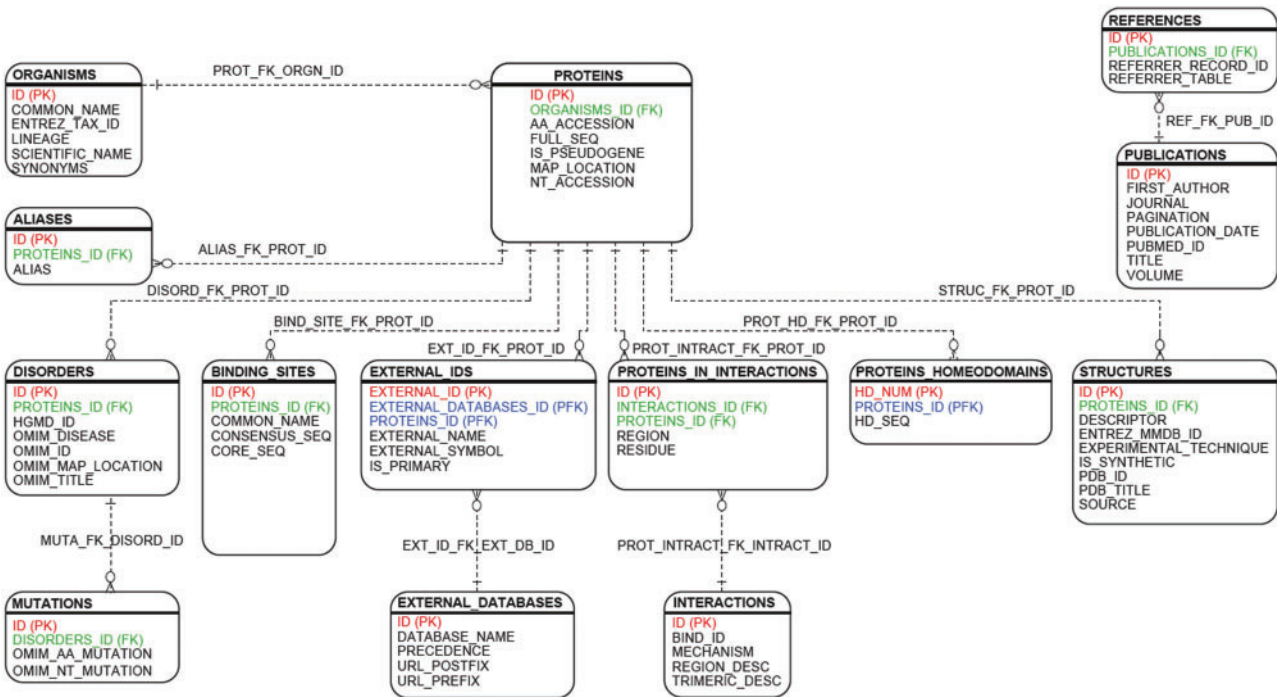 REFERENCES
ID (PK)
PUBLICATIONS_ID (FK)
REFERRER_RECORD_ID
REFERRER_TABLE
REF_FK_PUB_ID
PUBLICATIONS
ID (PK)
FIRST_AUTHOR
JOURNAL
PAGINATION
PUBLICATION_DATE
PUBMED_ID
TITLE
VOLUME
ORGANISMS
ID (PK)
COMMON_NAME
ENTREZ_TAX_ID
LINEAGE
SCIENTIFIC_NAME
SYNONYMS
PROT_FK_ORGN_ID
PROTEINS
ID (PK)
ORGANISMS_ID (FK)
AA_ACCESSION
FULL_SEQ
IS_PSEUDOGENE
MAP_LOCATION
NT_ACCESSION
ALIASES
ID (PK)
PROTEINS_ID (FK)
ALIAS
ALIAS_FK_PROT_ID
DISORD_FK_PROT_ID
BIND_SITE_FK_PROT_ID
EXT_ID_FK_PROT_ID
PROT_INTRACT_FK_PROT_ID
PROT_HD_FK_PROT_ID
STRUC_FK_PROT_ID
DISORDERS
ID (PK)
PROTEINS_ID (FK)
HGMD_ID
OMIM_DISEASE
OMIM_ID
OMIM_MAP_LOCATION
OMIM_TITLE
BINDING_SITES
ID (PK)
PROTEINS_ID (FK)
COMMON_NAME
CONSENSUS_SEQ
CORE_SEQ
EXTERNAL_IDS
EXTERNAL_ID (PK)
EXTERNAL_DATABASES_ID (PFK)
PROTEINS_ID (PFK)
EXTERNAL_NAME
EXTERNAL_SYMBOL
IS_PRIMARY
PROTEINS_IN_INTERACTIONS
ID (PK)
INTERACTIONS_ID (FK)
PROTEINS_ID (FK)
REGION
RESIDUE
PROTEINS_HOMEODOMAINS
HD_NUM (PK)
PROTEINS_ID (PFK)
HD_SEQ
STRUCTURES
ID (PK)
PROTEINS_ID (FK)
DESCRIPTOR
ENTREZ_MMDB_ID
EXPERIMENTAL_TECHNIQUE
IS_SYNTHETIC
PDB_ID
PDB_TITLE
SOURCE
MUTA_FK_DISORD_ID
EXT_ID_FK_EXT_DB_ID
PROT_INTRACT_FK_INTRACT_ID
MUTATIONS
ID (PK)
DISORDERS_ID (FK)
OMIM_AA_MUTATION
OMIM_NT_MUTATION
EXTERNAL_DATABASES
ID (PK)
DATABASE_NAME
PRECEDENCE
URL_POSTFIX
URL_PREFIX
INTERACTIONS
ID (PK)
BIND_ID
MECHANISM
REGION_DESC
TRIMERIC_DESC